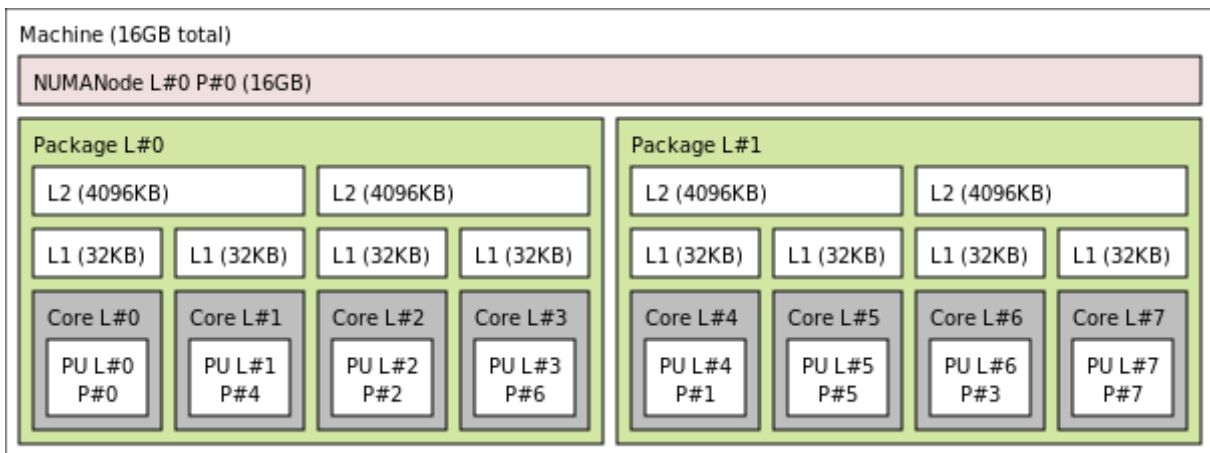 Machine (16GB total)
NUMANode L#0 P#0 (16GB)
Package L#0
L2 (4096KB) L2 (4096KB)
L1 (32KB) L1 (32KB) L1 (32KB) L1 (32KB)
Core L#0 Core L#1 Core L#2 Core L#3
PU L#0 PU L#1 PU L#2 PU L#3
P#0 P#4 P#2 P#6
Package L#1
L2 (4096KB) L2 (4096KB)
L1 (32KB) L1 (32KB) L1 (32KB) L1 (32KB)
Core L#4 Core L#5 Core L#6 Core L#7
PU L#4 PU L#5 PU L#6 PU L#7
P#1 P#5 P#3 P#7